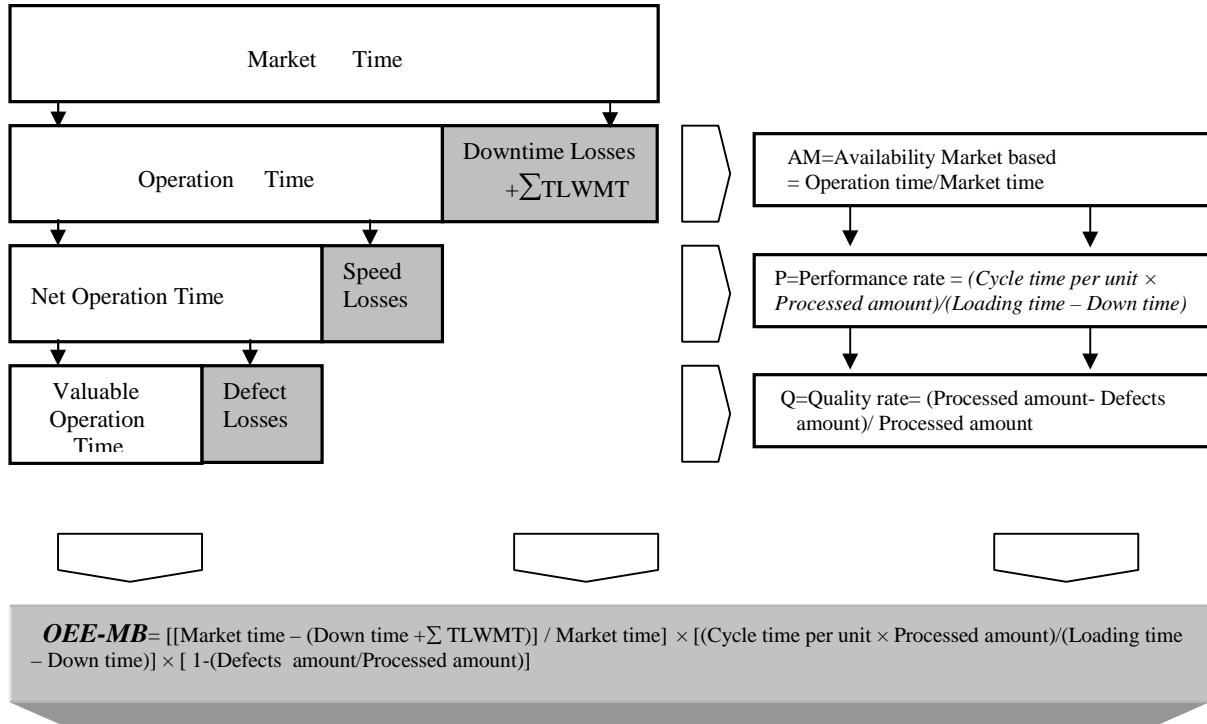 Market Time
Operation Time
Downtime Losses
+∑TLWMT
AM=Availability Market based
= Operation time/Market time
Net Operation Time
Speed
Losses
P=Performance rate = (Cycle time per unit ×
Processed amount)/(Loading time – Down time)
Valuable
Operation
Time
Defect
Losses
Q=Quality rate= (Processed amount- Defects
amount)/ Processed amount
OEE-MB= [[Market time – (Down time +∑ TLWMT)] / Market time] × [(Cycle time per unit × Processed amount)/(Loading time
– Down time)] × [ 1-(Defects amount/Processed amount)]